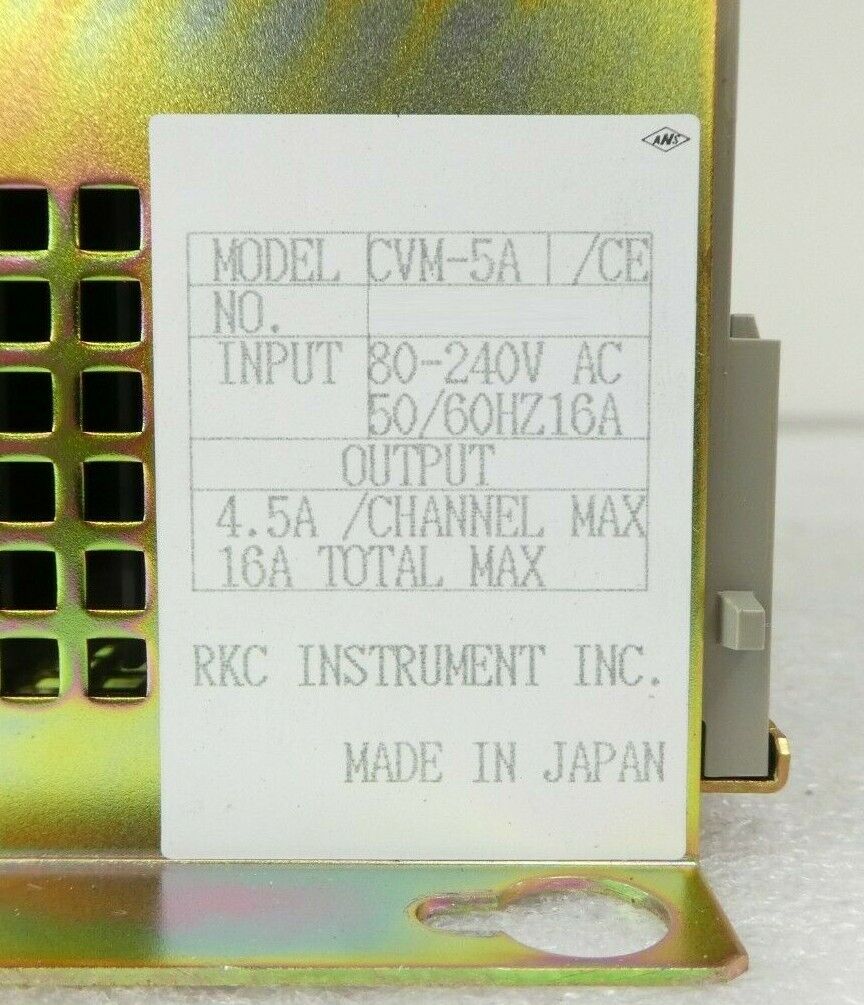 ANS
MODEL CVM-5A /CE
NO.
INPUT 80-240V AC
50/60HZ16A
OUTPUT
4.5A /CHANNEL MAX
16A TOTAL MAX
RKC INSTRUMENT INC.
MADE IN JAPAN